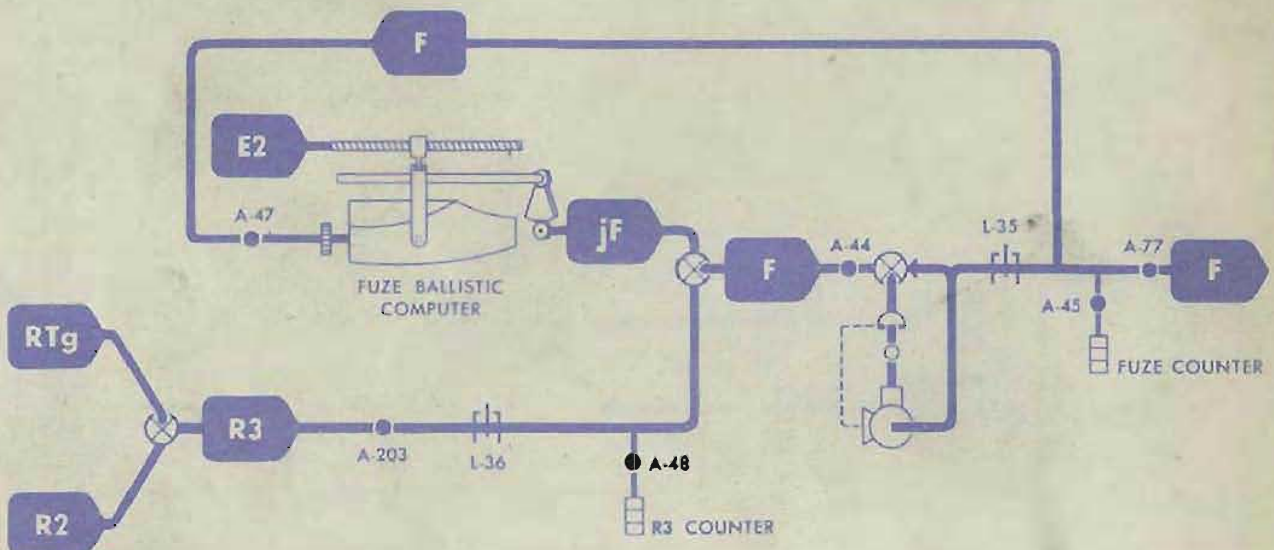 F
E2
A-47
jF
FUZE BALLISTIC
COMPUTER
F
A-44
L-35
A-77
F
A-45
FUZE COUNTER
RTg
R3
A-203
L-36
A-48
R3 COUNTER
R2